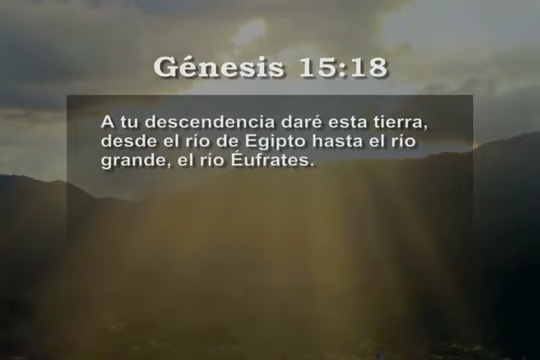 Génesis 15:18
A tu descendencia daré esta tierra,
desde el río de Egipto hasta el río
grande, el río Éufrates.